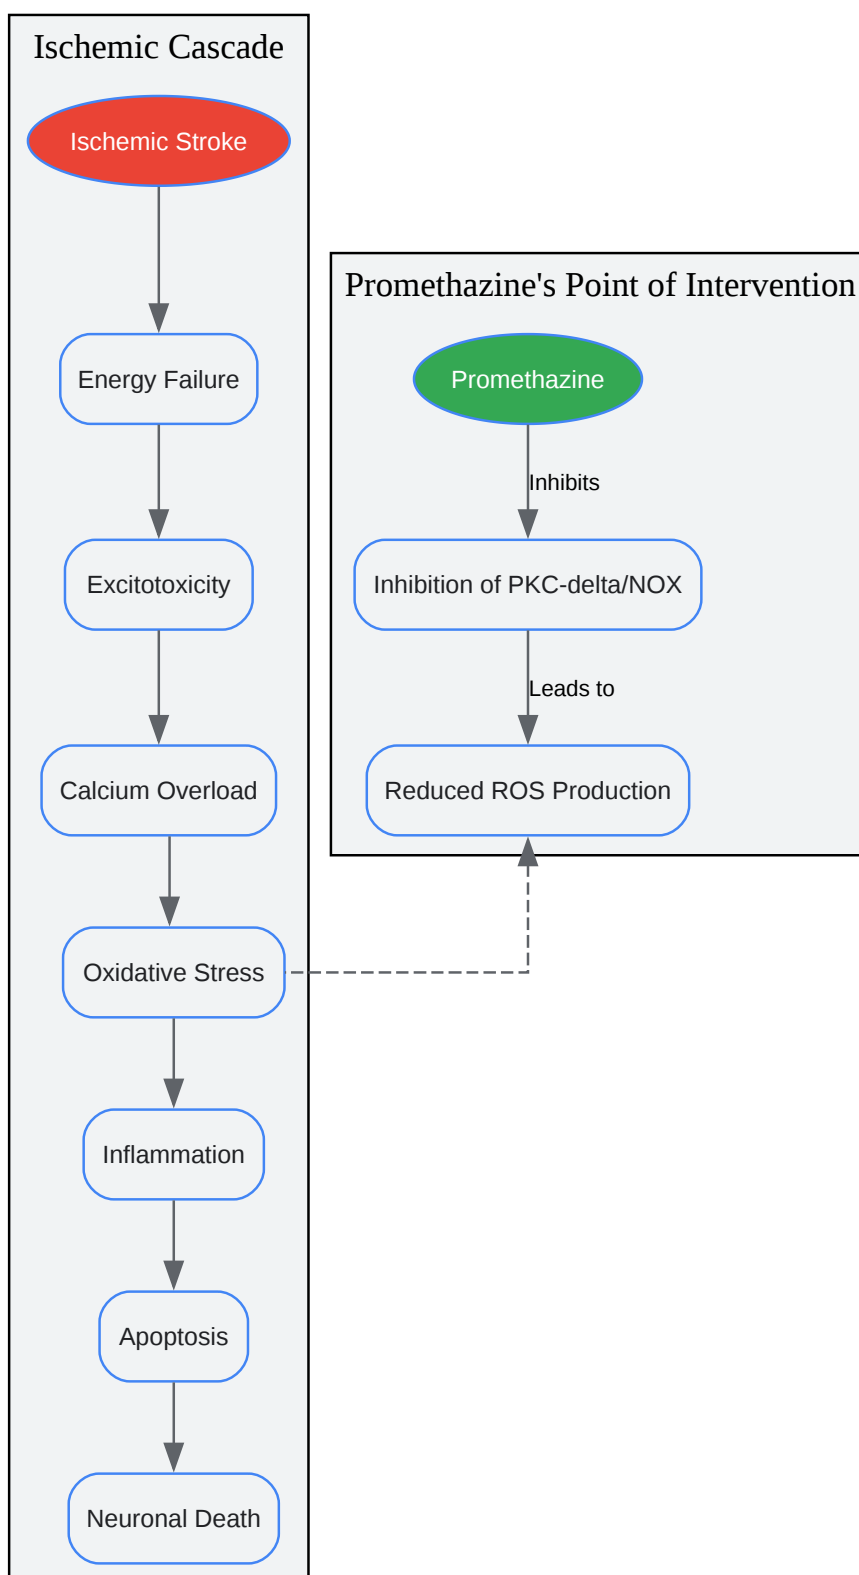 Ischemic Cascade
Ischemic Stroke
Energy Failure
Excitotoxicity
Calcium Overload
Oxidative Stress
Inflammation
Apoptosis
Neuronal Death
Promethazine's Point of Intervention
Promethazine
Inhibits
Inhibition of PKC-delta/NOX
Leads to
Reduced ROS Production